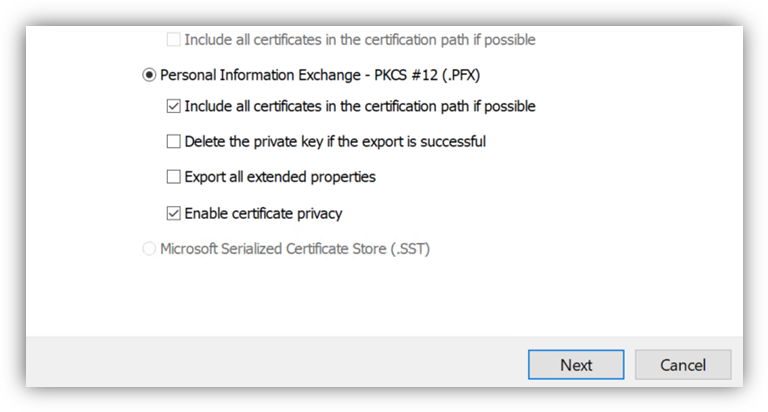 Include all certificates in the certification path if possible
Personal Information Exchange - PKCS #12 (.PFX)
Include all certificates in the certification path if possible
Delete the private key if the export is successful
Export all extended properties
Enable certificate privacy
Microsoft Serialized Certificate Store (.SST)
Next Cancel